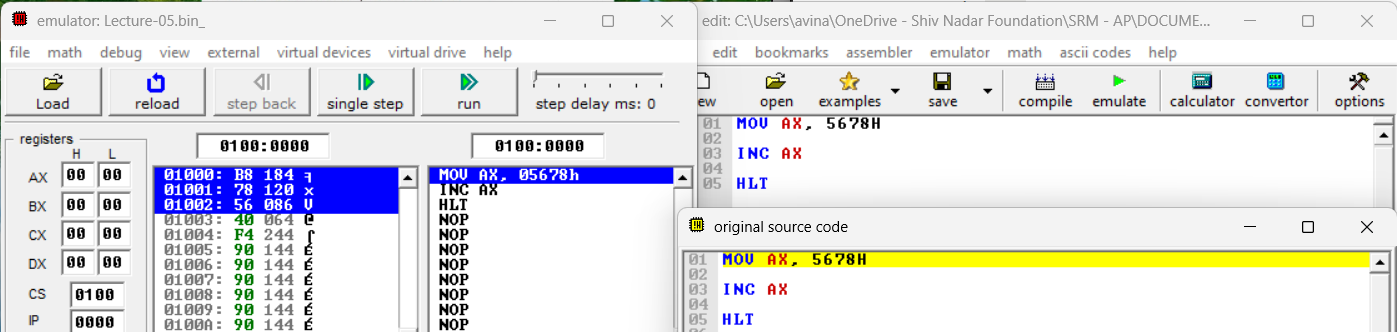 emulator: Lecture-05.bin_
file math debug view external virtual devices virtual drive help
Load reload step back single step run step delay ms: 0
registers
H L
0100:0000 0100:0000
AX 00 00
BX 00 00
CX 00 00
DX 00 00
CS 0100
IP 0000
01000: B8 184 ╕
01001: 78 120 x
01002: 56 086 V
01003: 40 064 @
01004: F4 244 ⌠
01005: 90 144 É
01006: 90 144 É
01007: 90 144 É
01008: 90 144 É
01009: 90 144 É
0100A: 90 144 É
MOV AX, 05678h
INC AX
HLT
NOP
NOP
NOP
NOP
NOP
NOP
NOP
NOP
edit: C:\Users\avina\OneDrive - Shiv Nadar Foundation\SRM - AP\DOCUME...
edit bookmarks assembler emulator math ascii codes help
ew open examples save compile emulate calculator convertor options
01 MOV AX, 5678H
02
03 INC AX
04
05 HLT
original source code
01 MOV AX, 5678H
02
03 INC AX
04
05 HLT